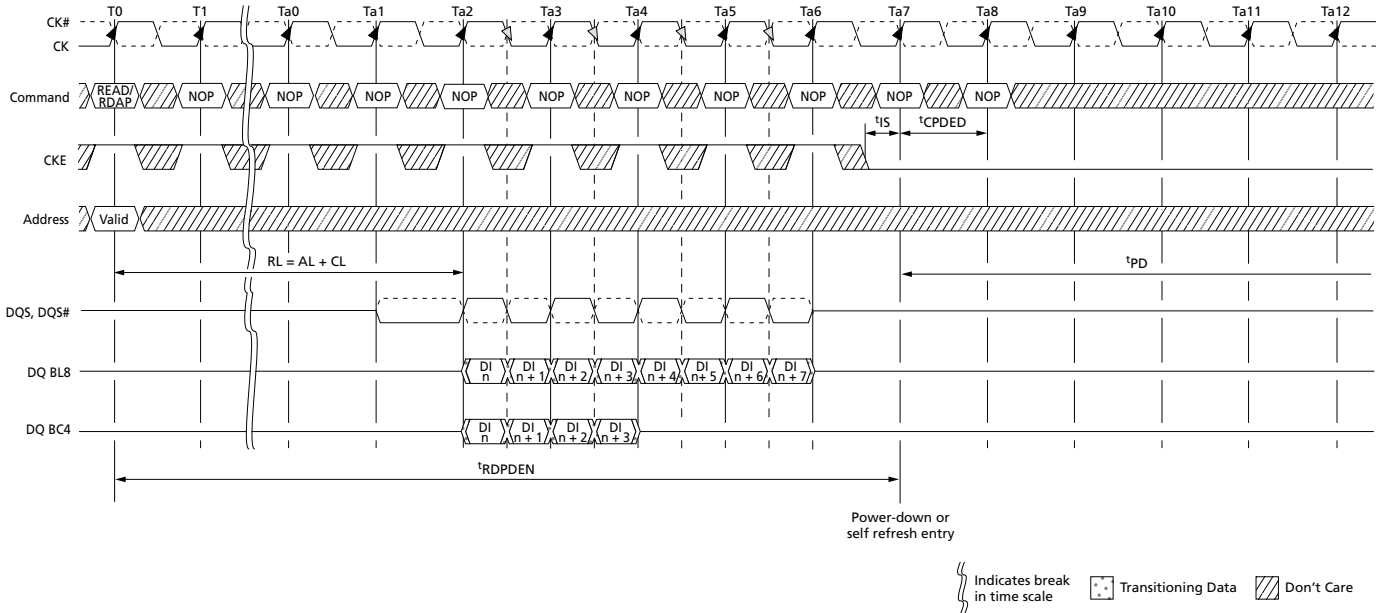 T0 T1 Ta0 Ta1 Ta2 Ta3 Ta4 Ta5 Ta6 Ta7 Ta8 Ta9 Ta10 Ta11 Ta12
CK#
CK
Command READ/ RDAP NOP NOP NOP NOP NOP NOP NOP NOP NOP NOP
tIS tCPDED
CKE
Address Valid
RL = AL + CL tPD
DQS, DQS#
DQ BL8 DI n DI n + 1 DI n + 2 DI n + 3 DI n + 4 DI n+ 5 DI n + 6 DI n + 7
DQ BC4 DI n DI n + 1 DI n + 2 DI n + 3
tRDPDEN
Power-down or
self refresh entry
Indicates break
in time scale
Transitioning Data
Don't Care